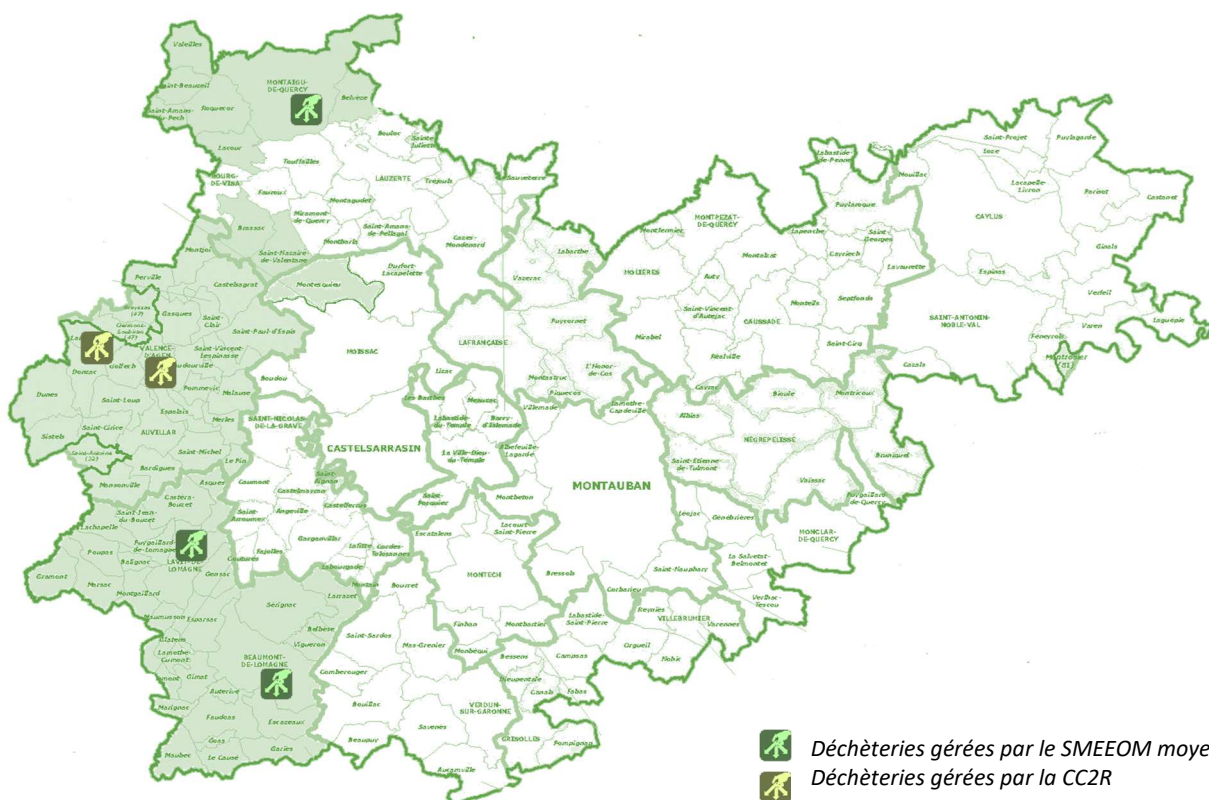 Valeilles
Saint-Beauzeil
MONTAIGU-
DE-QUERCY
Belvèze
Roquecor
Saint-Amans-
du-Pech
Lacour
Bouloc
Sainte-
Juliette
Touffailles
BOURG-
DE-VISA
LAUZERTE
Tréjouls
Sauveterre
Fauroux
Montagudet
Miramont-
de-Quercy
Saint-Amans-
de-Pellagal
Montbarla
Cazes-
Mondenard
Brassac
Saint-Nazaire-
de-Valentane
Montjoi
Durfort-
Lacapelette
Montesquieu
Perville
Castelsagrat
Gasques
Saint-
Clair
Saint-Paul-d'Espis
VALENCE-
D'AGEN
Saint-Vincent-
Lespinasse
Golfech
Donzac
Pommevic
Malause
Dunes
Saint-Loup
Espalais
Merles
Saint-Cirice
AUVILLAR
Sistels
Saint-Michel
Le Pin
Bardigues
Mansonville
Asques
MOISSAC
Boudou
Lizac
SAINT-NICOLAS-
DE-LA-GRAVE
CASTELSARRASIN
Les Barthes
Meauzac
Labastide-
du-Temple
Barry-
d'Islemade
La Ville-Dieu-
du-Temple
Vazerac
Labarthe
Puycornet
LAFRANÇAISE
L'Honor-
de-Cos
Montastruc
Piquecos
Villemade
Lamothe-
Capdeville
Albefeuille-
Lagarde
MONTAUBAN
Montbeton
MONTPEZAT-
DE-QUERCY
Montfermier
MOLIÈRES
Auty
Montalzat
Lapenche
Puylaroque
Labastide-
de-Penne
Cayriech
Saint-
Georges
Lavaurette
Saint-Vincent-
d'Autejac
Monteils
Septfonds
CAUSSADE
Mirabel
Réalville
Saint-Cirq
Cayrac
Mouillac
Saint-Projet
Loze
Puylagarde
Lacapelle-
Livron
Parisot
Castanet
CAYLUS
Ginals
Espinas
Verfeil
SAINT-ANTONIN-
NOBLE-VAL
Varen
Laguépie
Féneyrols
Cazals
Montrosier
(81)
Bioule
Montricoux
Albias
NÈGREPELISSE
Bruniquel
Saint-Etienne-
de-Tulmont
Vaïssac
Puygaillard-
de-Quercy
Léojac
Génebrières
MONCLAR-
DE-QUERCY
La Salvetat-
Belmontet
Verlhac-
Tescou
Saint-Nauphary
Bressols
Corbarieu
Reyniès
VILLEBRUMIER
Varennes
Orgueil
Nohic
Labastide-
Saint-Pierre
Campsas
Fabas
Canals
Dieupentale
Bessens
GRISOLLES
Pompignan
Saint-
Porquier
Escatalens
Lacourt-
Saint-Pierre
MONTECH
Finhan
Montbartier
Monbéqui
Bourret
Saint-Sardos
Mas-Grenier
Comberouger
Bouillac
VERDUN-
SUR-GARONNE
Savenès
Beaupuy
Aucamville
Saint-
Aignan
Caumont
Castelmayran
Castelferrus
Saint-
Arroumex
Angeville
Garganvillar
Fajolles
Lafitte
Cordes-
Tolosannes
Coutures
Labourgade
Montaïn
Larrazet
Castéra-
Bouzet
Saint-Jean-
du-Bouzet
Lachapelle
Puygaillard-
de-Lomagne
Poupas
Balignac
LAVIT-DE-
LOMAGNE
Gramont
Marsac
Gensac
Montgaillard
Maumusson
Esparsac
Sérignac
Belbèse
Vigueron
Glatens
Lamothe-
Cumont
BEAUMONT-
DE-LOMAGNE
Gimat
Auterive
Marignac
Faudoas
Escazeaux
Goas
Gariès
Maubec
Le Causé
Déchèteries gérées par le SMEEOM moye
Déchèteries gérées par la CC2R